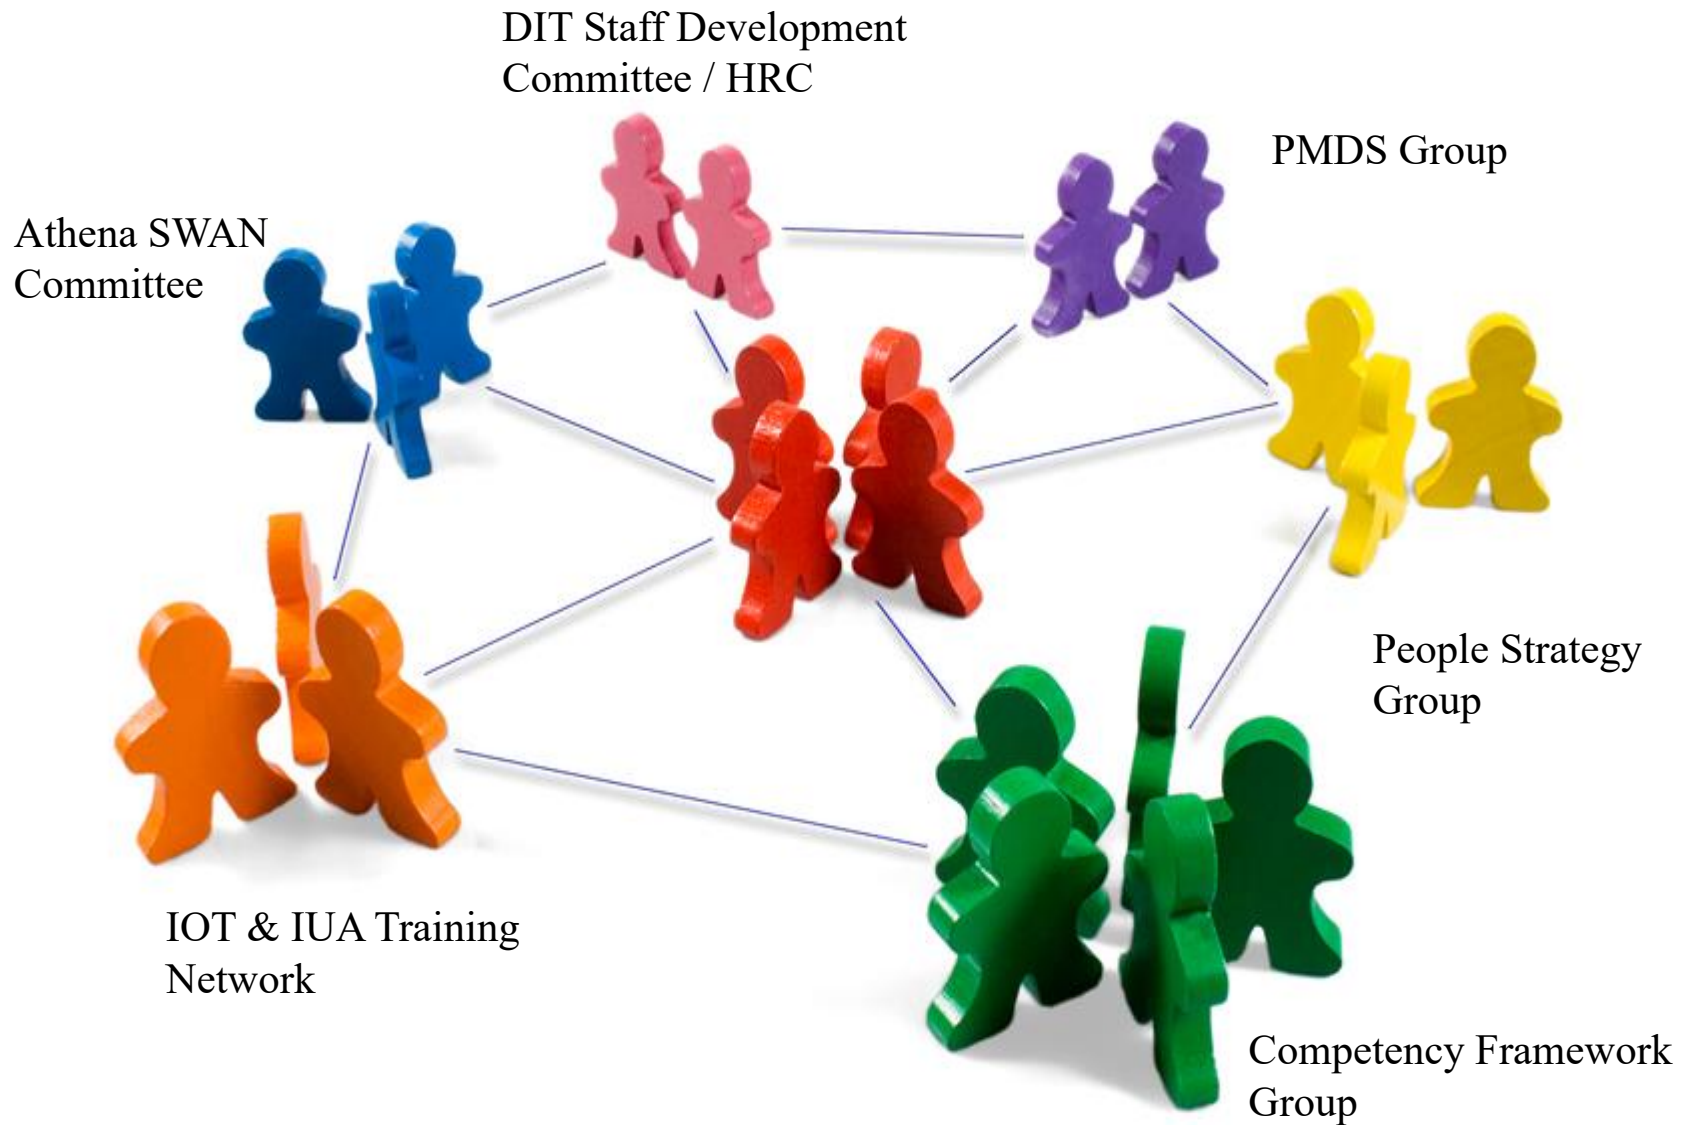 DIT Staff Development
Committee / HRC
PMDS Group
Athena SWAN
Committee
People Strategy
Group
IOT & IUA Training
Network
Competency Framework
Group